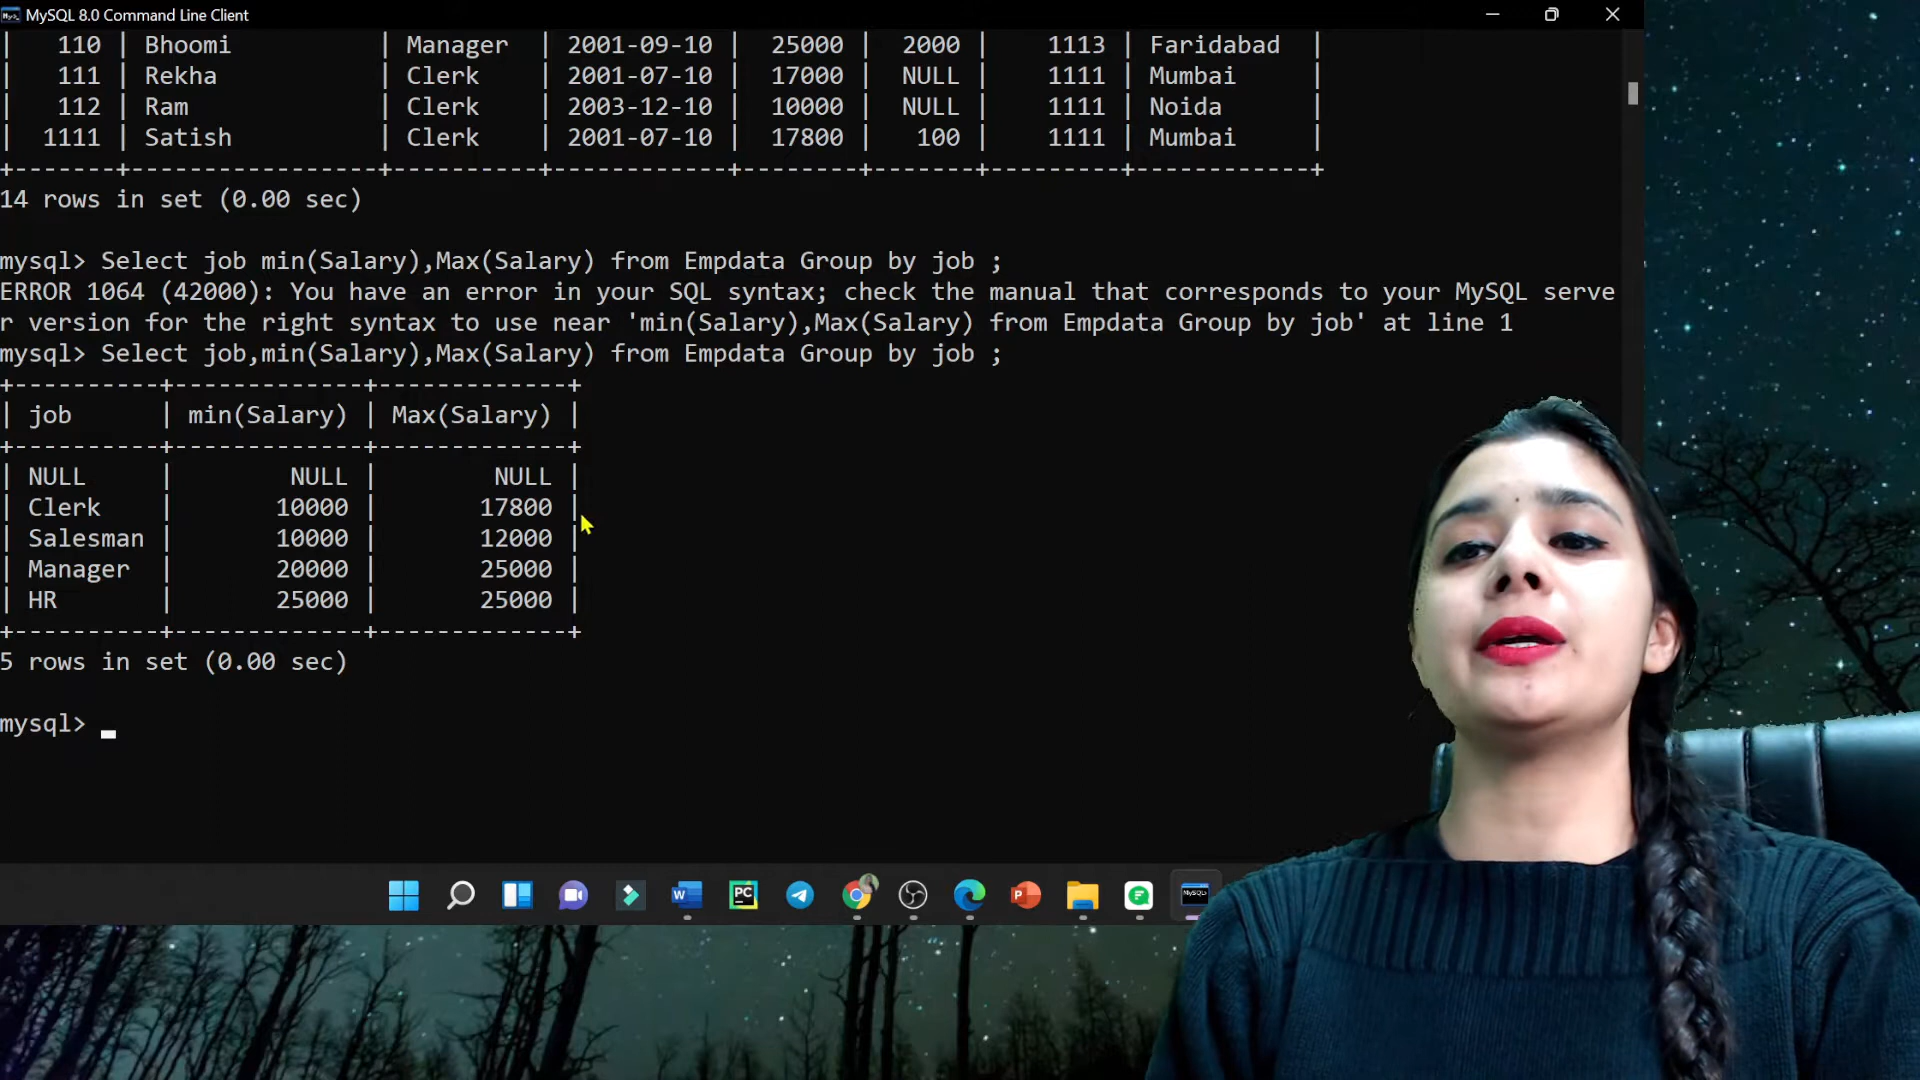 MySQL 8.0 Command Line Client
| 110 | Bhoomi | Manager | 2001-09-10 | 25000 | 2000 | 1113 | Faridabad |
| 111 | Rekha | Clerk | 2001-07-10 | 17000 | NULL | 1111 | Mumbai |
| 112 | Ram | Clerk | 2003-12-10 | 10000 | NULL | 1111 | Noida |
| 1111 | Satish | Clerk | 2001-07-10 | 17800 | 100 | 1111 | Mumbai |
14 rows in set (0.00 sec)
mysql> Select job min(Salary),Max(Salary) from Empdata Group by job ;
ERROR 1064 (42000): You have an error in your SQL syntax; check the manual that corresponds to your MySQL serve
r version for the right syntax to use near 'min(Salary),Max(Salary) from Empdata Group by job' at line 1
mysql> Select job,min(Salary),Max(Salary) from Empdata Group by job ;
| job | min(Salary) | Max(Salary) |
| NULL | NULL | NULL |
| Clerk | 10000 | 17800 |
| Salesman | 10000 | 12000 |
| Manager | 20000 | 25000 |
| HR | 25000 | 25000 |
5 rows in set (0.00 sec)
mysql>
W
PC
P
MySQL